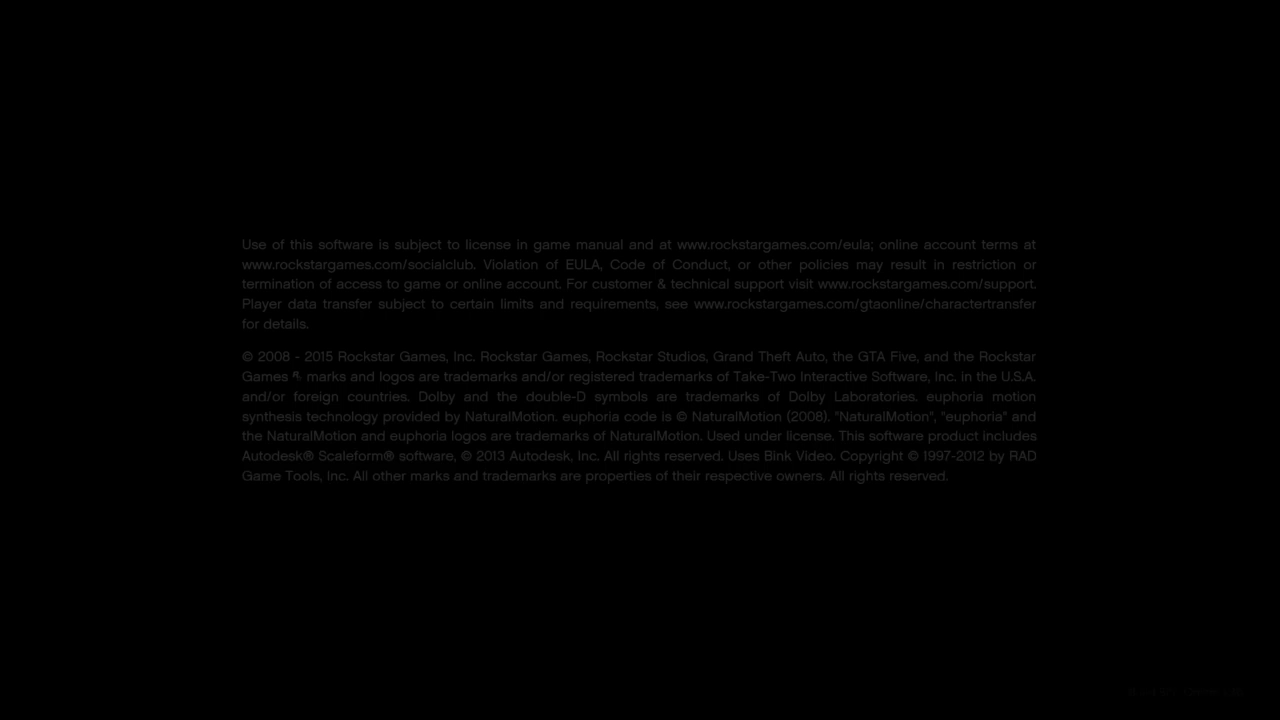 Use of this software is subject to license in game manual and at www.rockstargames.com/eula; online account terms at
www.rockstargames.com/socialclub. Violation of EULA, Code of Conduct, or other policies may result in restriction or
termination of access to game or online account. For customer & technical support visit www.rockstargames.com/support.
Player data transfer subject to certain limits and requirements, see www.rockstargames.com/gtaonline/charactertransfer
for details.
© 2008 - 2015 Rockstar Games, Inc. Rockstar Games, Rockstar Studios, Grand Theft Auto, the GTA Five, and the Rockstar
Games R* marks and logos are trademarks and/or registered trademarks of Take-Two Interactive Software, Inc. in the U.S.A.
and/or foreign countries. Dolby and the double-D symbols are trademarks of Dolby Laboratories. euphoria motion
synthesis technology provided by NaturalMotion. euphoria code is © NaturalMotion (2008). "NaturalMotion", "euphoria" and
the NaturalMotion and euphoria logos are trademarks of NaturalMotion. Used under license. This software product includes
Autodesk® Scaleform® software, © 2013 Autodesk, Inc. All rights reserved. Uses Bink Video. Copyright © 1997-2012 by RAD
Game Tools, Inc. All other marks and trademarks are properties of their respective owners. All rights reserved.